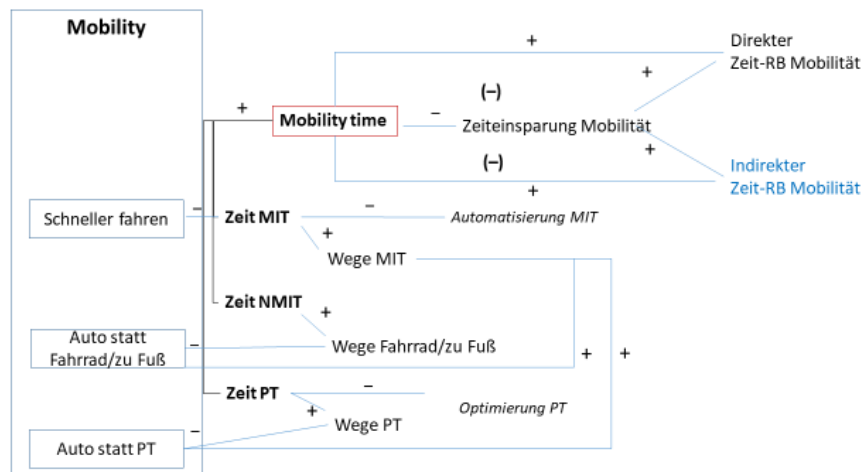 Mobility
+
Direkter
Zeit-RB Mobilität
+
(–)
+
–
Mobility time
Zeiteinsparung Mobilität
(–)
+
+
Indirekter
Zeit-RB Mobilität
Schneller fahren
–
Zeit MIT
–
Automatisierung MIT
+
Wege MIT
Zeit NMIT
+
Auto statt
Fahrrad/zu Fuß
–
Wege Fahrrad/zu Fuß
+
+
Zeit PT
–
Optimierung PT
+
Wege PT
–
Auto statt PT